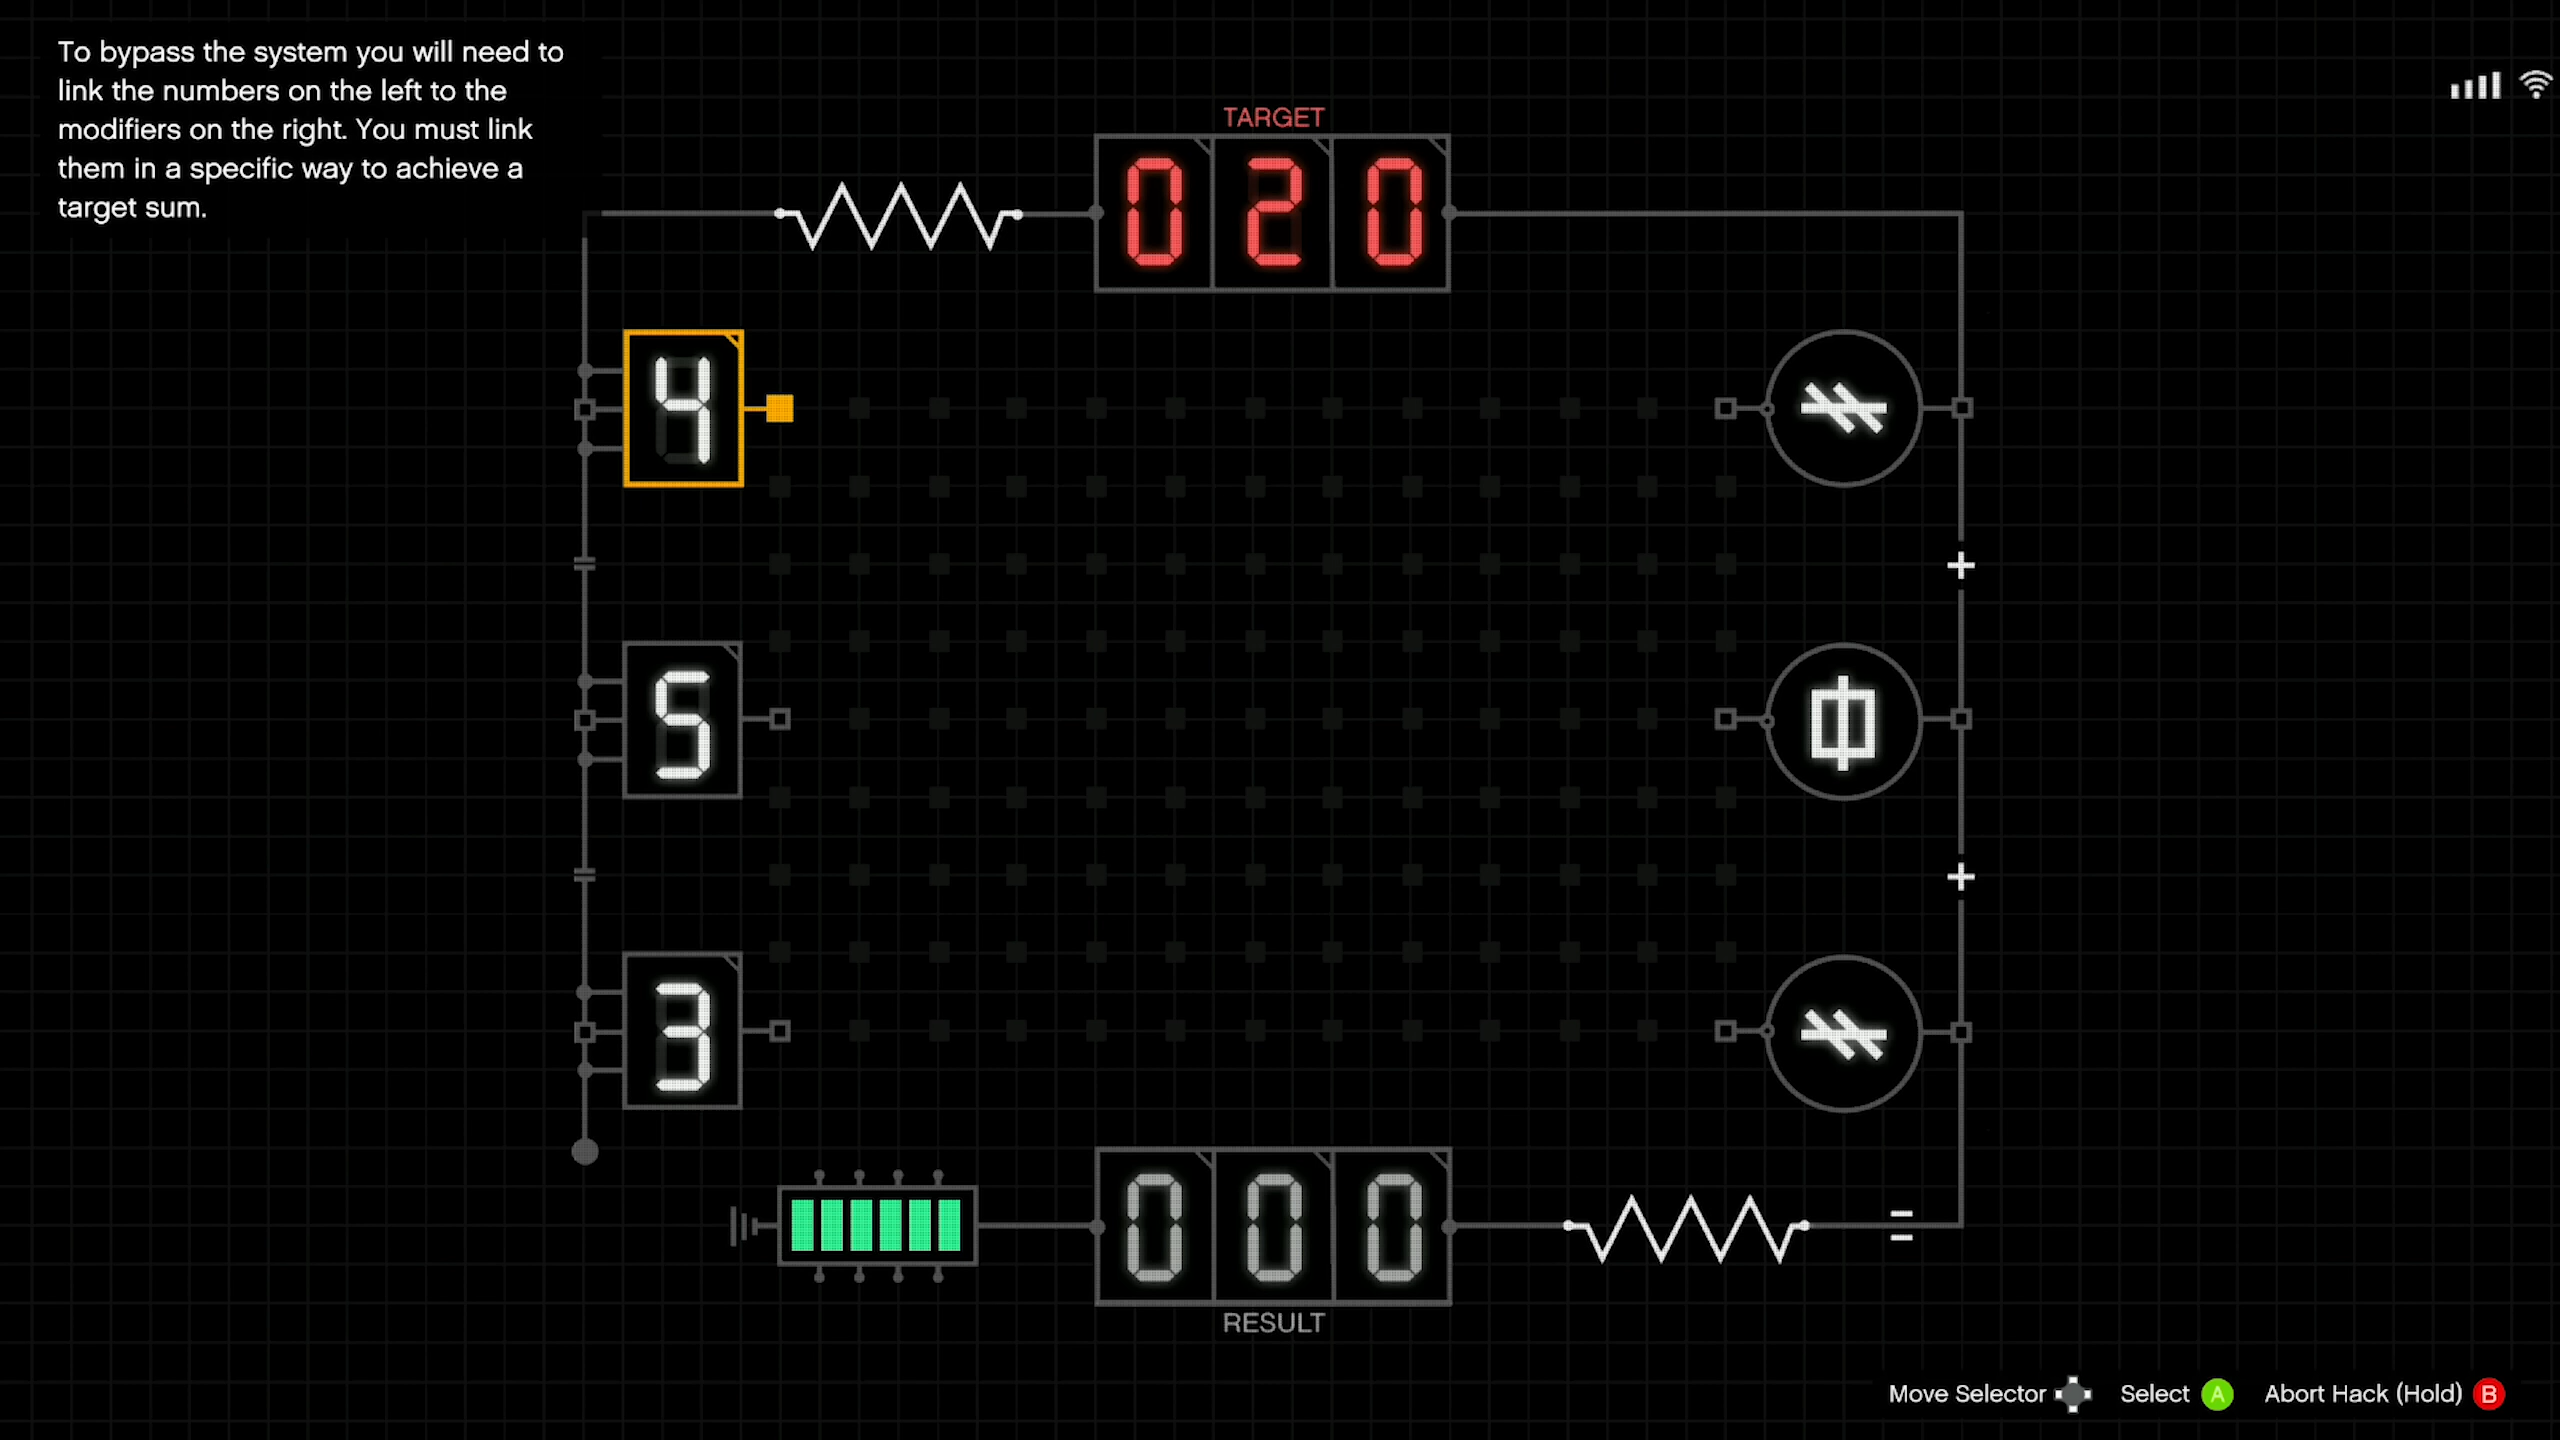 To bypass the system you will need to
link the numbers on the left to the
modifiers on the right. You must link
them in a specific way to achieve a
target sum.
TARGET
020
4
5
3
+
+
=
000
RESULT
Move Selector Select A Abort Hack (Hold) B